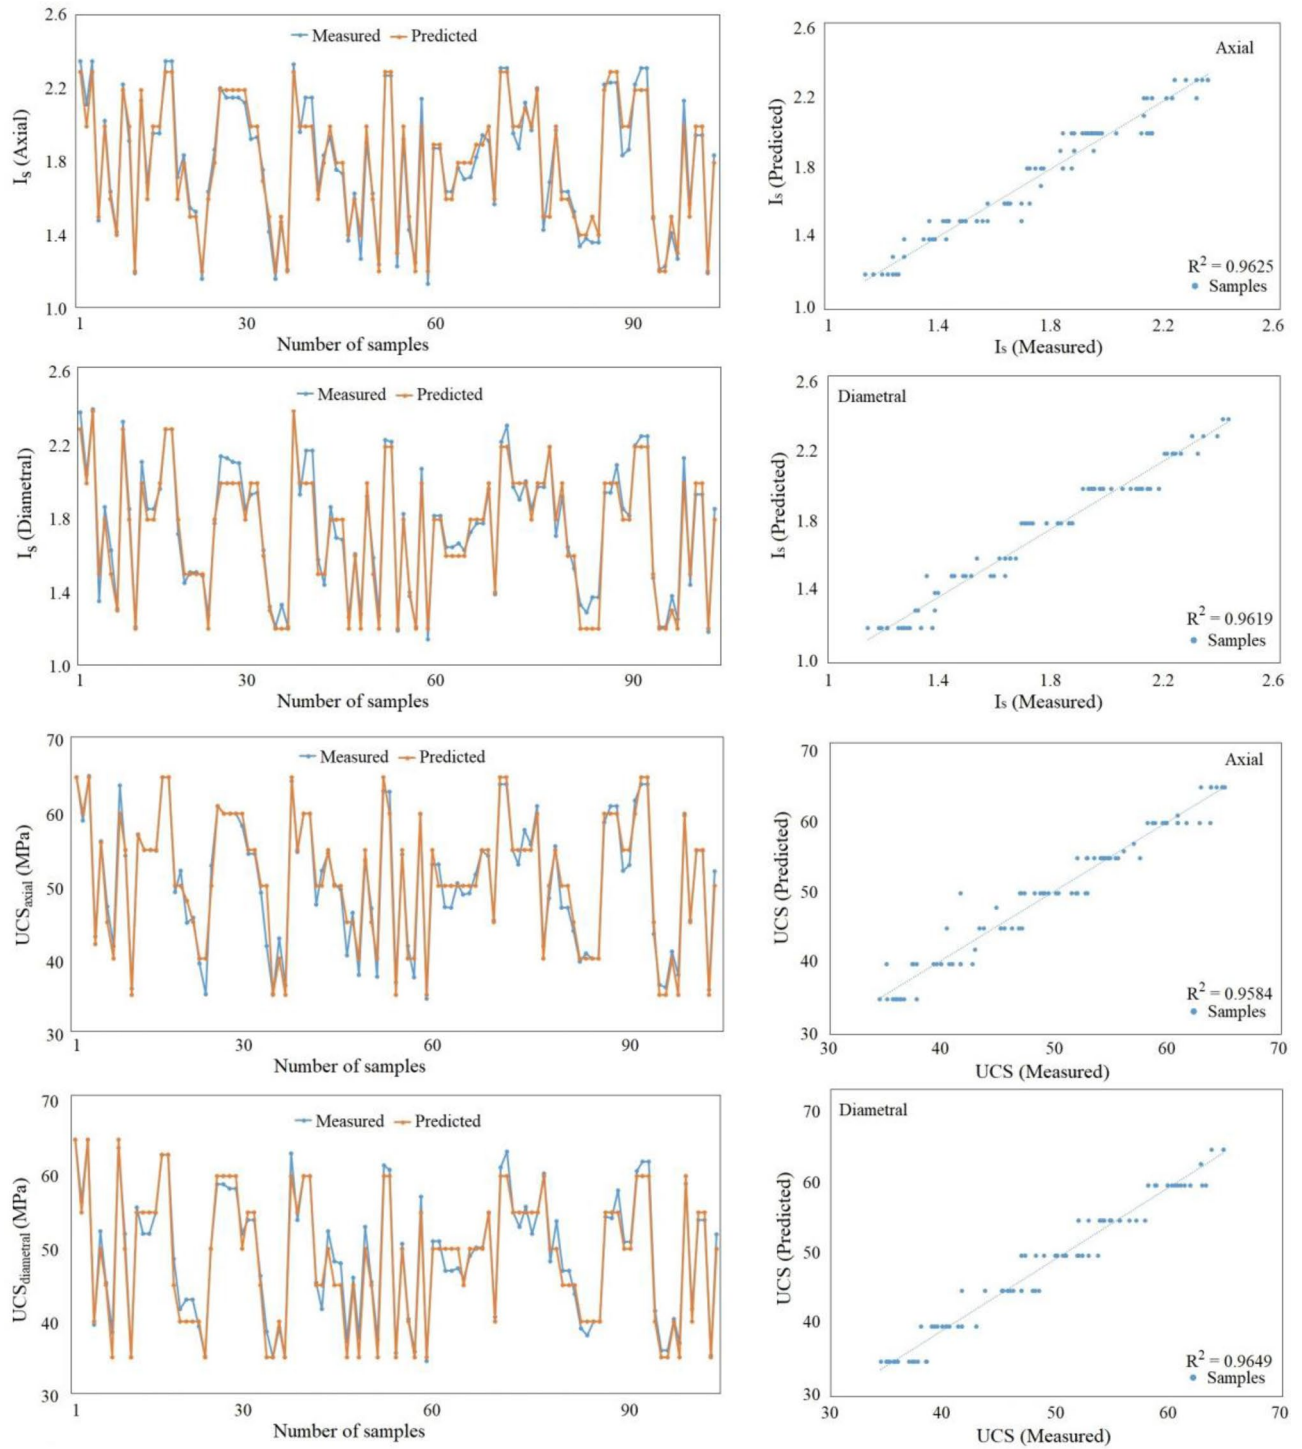 2.6
2.2
1.8
1.4
1.0
Is (Axial)
Measured Predicted
1 30 60 90
Number of samples
2.6
2.2
1.8
1.4
1.0
Is (Predicted)
Axial
R2 = 0.9625
Samples
1 1.4 1.8 2.2 2.6
Is (Measured)
2.6
2.2
1.8
1.4
1.0
Is (Diametral)
Measured Predicted
1 30 60 90
Number of samples
2.6
2.2
1.8
1.4
1.0
Is (Predicted)
Diametral
R2 = 0.9619
Samples
1 1.4 1.8 2.2 2.6
Is (Measured)
70
60
50
40
30
UCSaxial (MPa)
Measured Predicted
1 30 60 90
Number of samples
70
60
50
40
30
UCS (Predicted)
Axial
R2 = 0.9584
Samples
30 40 50 60 70
UCS (Measured)
70
60
50
40
30
UCSdiametral (MPa)
Measured Predicted
1 30 60 90
Number of samples
70
60
50
40
30
UCS (Predicted)
Diametral
R2 = 0.9649
Samples
30 40 50 60 70
UCS (Measured)